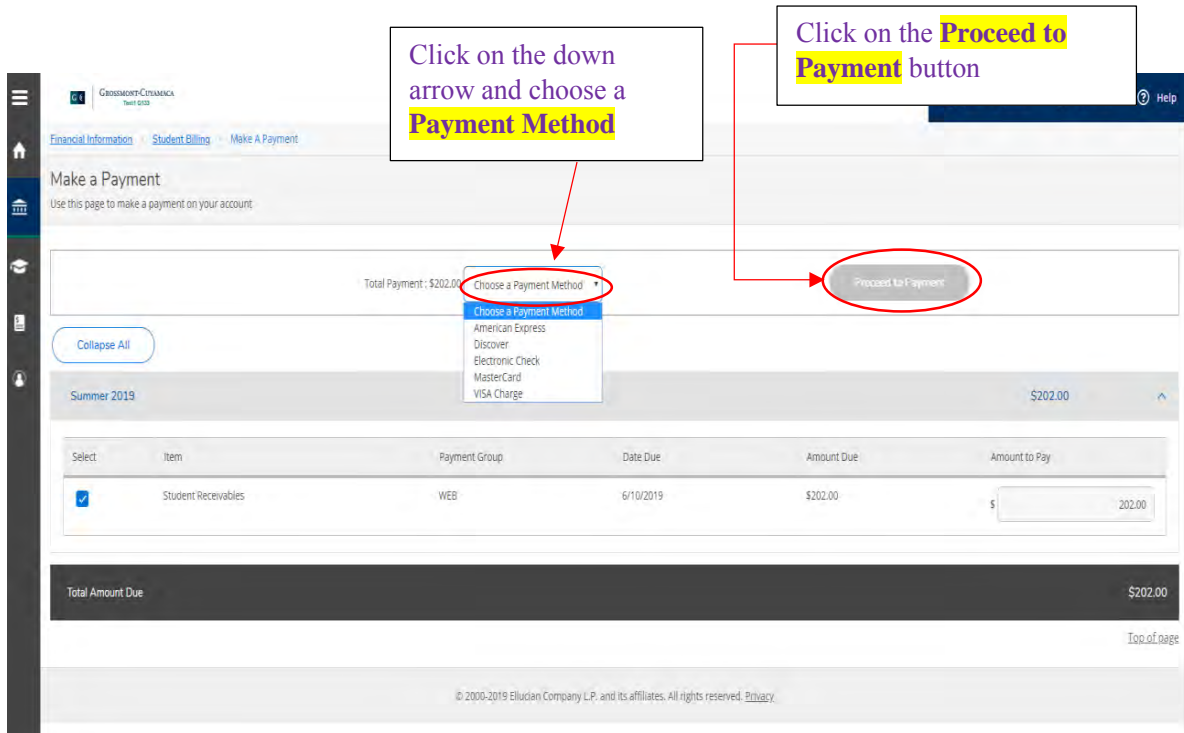 Click on the down
arrow and choose a
Payment Method
Click on the Proceed to
Payment button
GROSSMONT-CUYAMACA
Help
Financial Information
Student Billing
Make A Payment
Make a Payment
Use this page to make a payment on your account
Total Payment : $202.00
Choose a Payment Method
Proceed to Payment
Choose a Payment Method
American Express
Discover
Electronic Check
MasterCard
VISA Charge
Collapse All
Summer 2019
$202.00
Select Item Payment Group Date Due Amount Due Amount to Pay
Student Receivables WEB 6/10/2019 $202.00 $ 202.00
Total Amount Due $202.00
Top of page
© 2000-2019 Ellucian Company L.P. and its affiliates. All rights reserved. Privacy